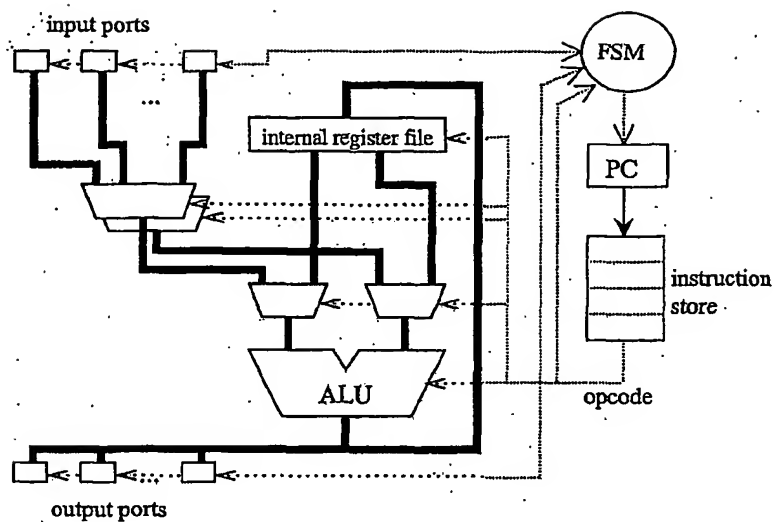 input ports
FSM
...
internal register file
PC
instruction
store
ALU
opcode
...
output ports